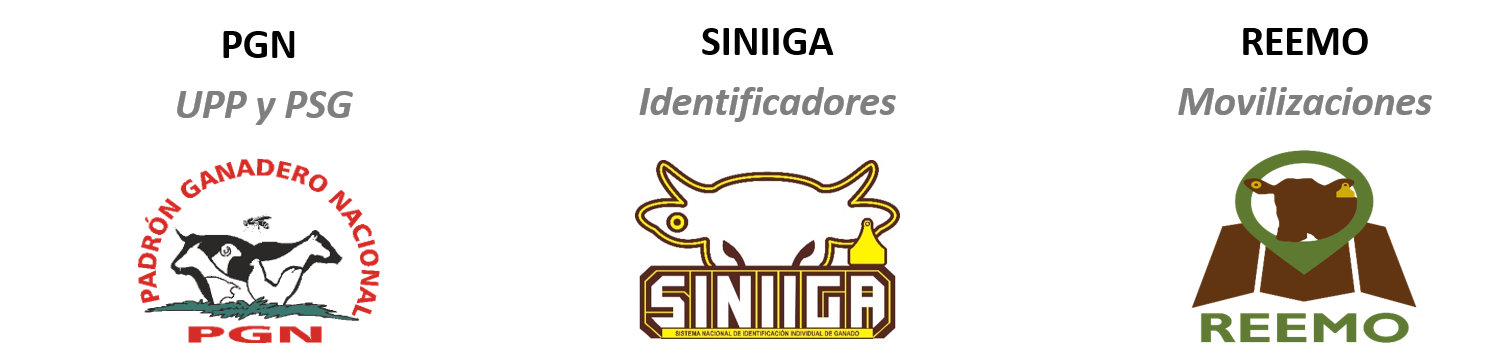 PGN
UPP y PSG
PADRÓN GANADERO NACIONAL
PGN
SINIIGA
Identificadores
SINIIGA
SISTEMA NACIONAL DE IDENTIFICACIÓN INDIVIDUAL DE GANADO
REEMO
Movilizaciones
REEMO